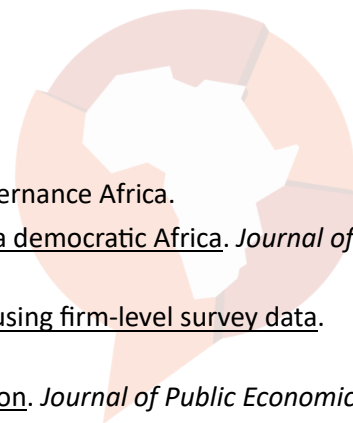 ernance Africa.
a democratic Africa. Journal of
using firm-level survey data.
on. Journal of Public Economic